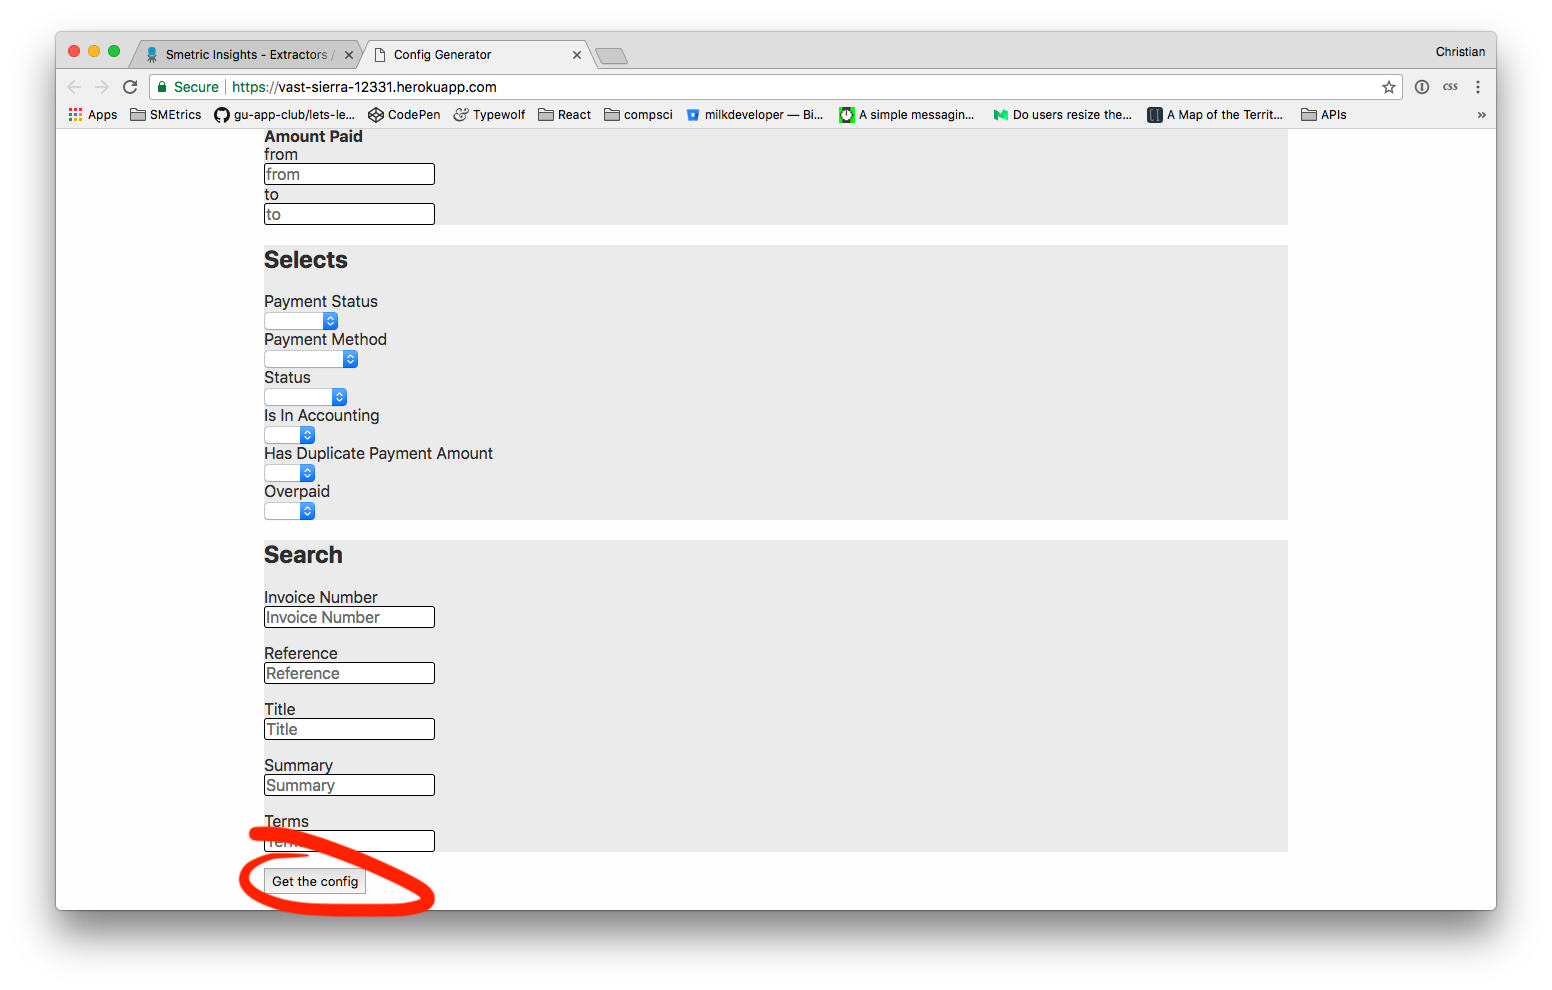 Smetric Insights - Extractors /
Config Generator
Christian
Secure
https://vast-sierra-12331.herokuapp.com
css
Apps
SMEtrics
gu-app-club/lets-le...
CodePen
Typewolf
React
compsci
milkdeveloper — Bi...
A simple messagin...
Do users resize the...
A Map of the Territ...
APIs
»
Amount Paid
from
from
to
to
Selects
Payment Status
Payment Method
Status
Is In Accounting
Has Duplicate Payment Amount
Overpaid
Search
Invoice Number
Invoice Number
Reference
Reference
Title
Title
Summary
Summary
Terms
Get the config